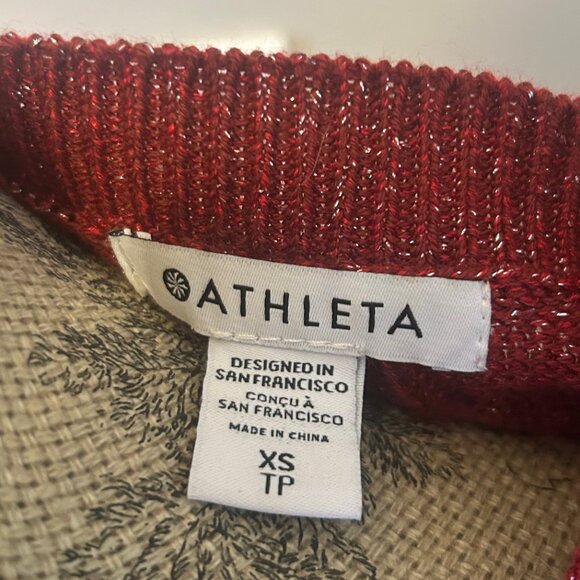 ATHLETA
DESIGNED IN
SAN FRANCISCO
CONÇU À
SAN FRANCISCO
MADE IN CHINA
XS
TP